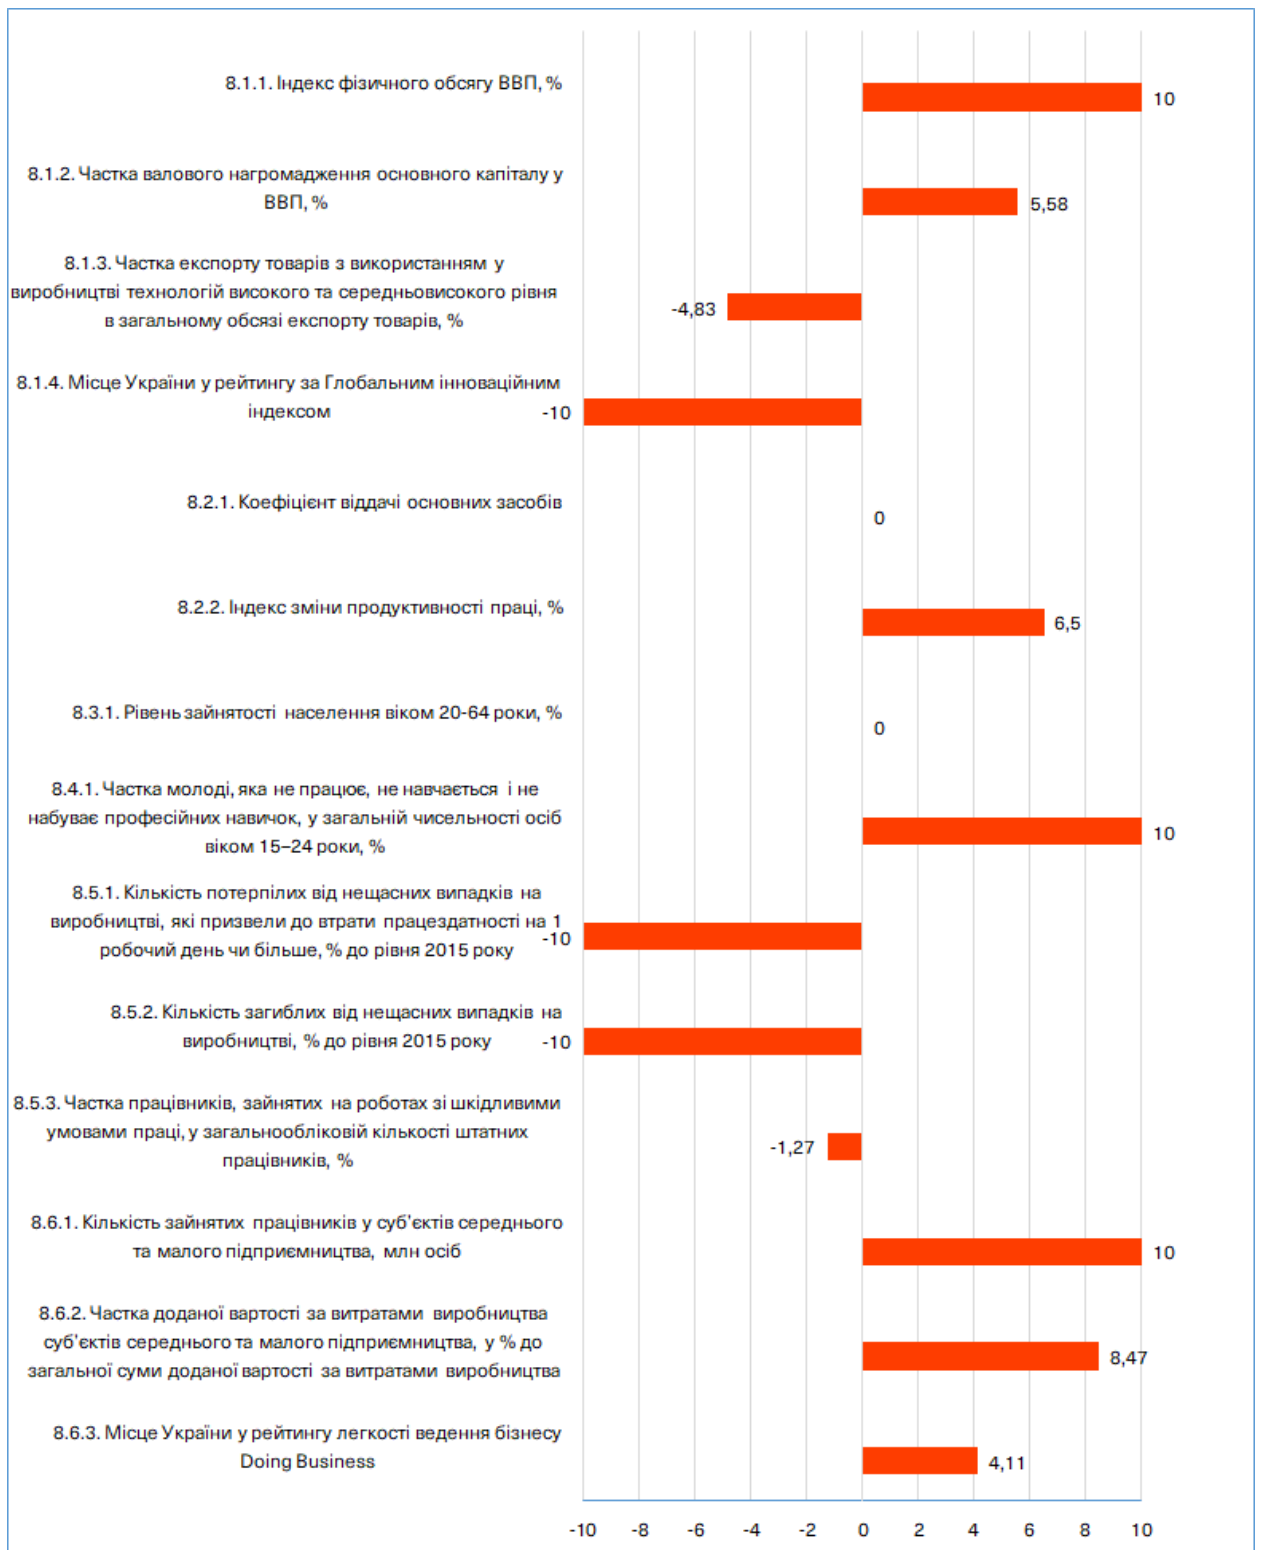 8.1.1. Індекс фізичного обсягу ВВП, %
10
8.1.2. Частка валового нагромадження основного капіталу у
ВВП, %
5,58
8.1.3. Частка експорту товарів з використанням у
виробництві технологій високого та середньовисокого рівня
в загальному обсязі експорту товарів, %
-4,83
8.1.4. Місце України у рейтингу за Глобальним інноваційним
індексом
-10
8.2.1. Коефіцієнт віддачі основних засобів
0
8.2.2. Індекс зміни продуктивності праці, %
6,5
8.3.1. Рівень зайнятості населення віком 20-64 роки, %
0
8.4.1. Частка молоді, яка не працює, не навчається і не
набуває професійних навичок, у загальній чисельності осіб
віком 15–24 роки, %
10
8.5.1. Кількість потерпілих від нещасних випадків на
виробництві, які призвели до втрати працездатності на 1
робочий день чи більше, % до рівня 2015 року
-10
8.5.2. Кількість загиблих від нещасних випадків на
виробництві, % до рівня 2015 року
-10
8.5.3. Частка працівників, зайнятих на роботах зі шкідливими
умовами праці, у загальнообліковій кількості штатних
працівників, %
-1,27
8.6.1. Кількість зайнятих працівників у суб'єктів середнього
та малого підприємництва, млн осіб
10
8.6.2. Частка доданої вартості за витратами виробництва
суб'єктів середнього та малого підприємництва, у % до
загальної суми доданої вартості за витратами виробництва
8,47
8.6.3. Місце України у рейтингу легкості ведення бізнесу
Doing Business
4,11
-10 -8 -6 -4 -2 0 2 4 6 8 10